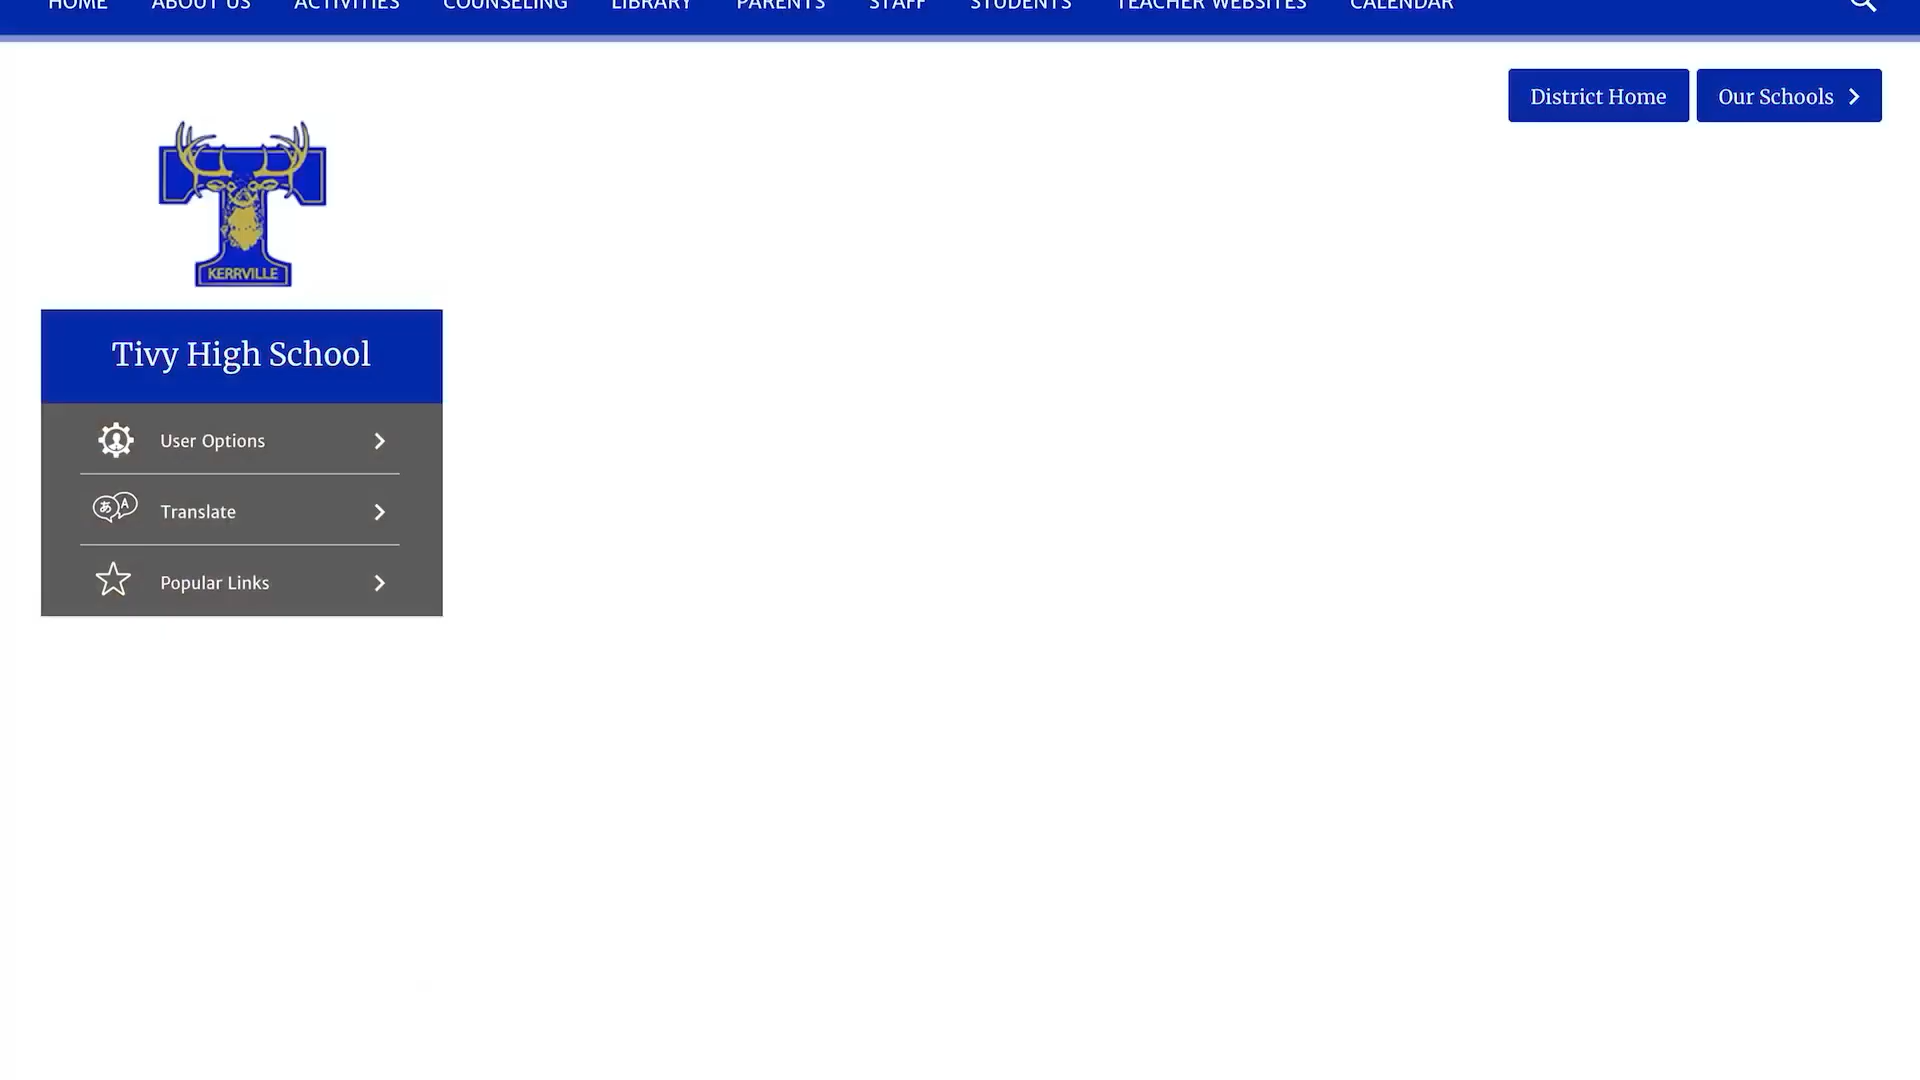 HOME ABOUT US ACTIVITIES COUNSELING LIBRARY PARENTS STAFF STUDENTS TEACHER WEBSITES CALENDAR
District Home Our Schools
KERRVILLE
Tivy High School
User Options
あ A Translate
Popular Links